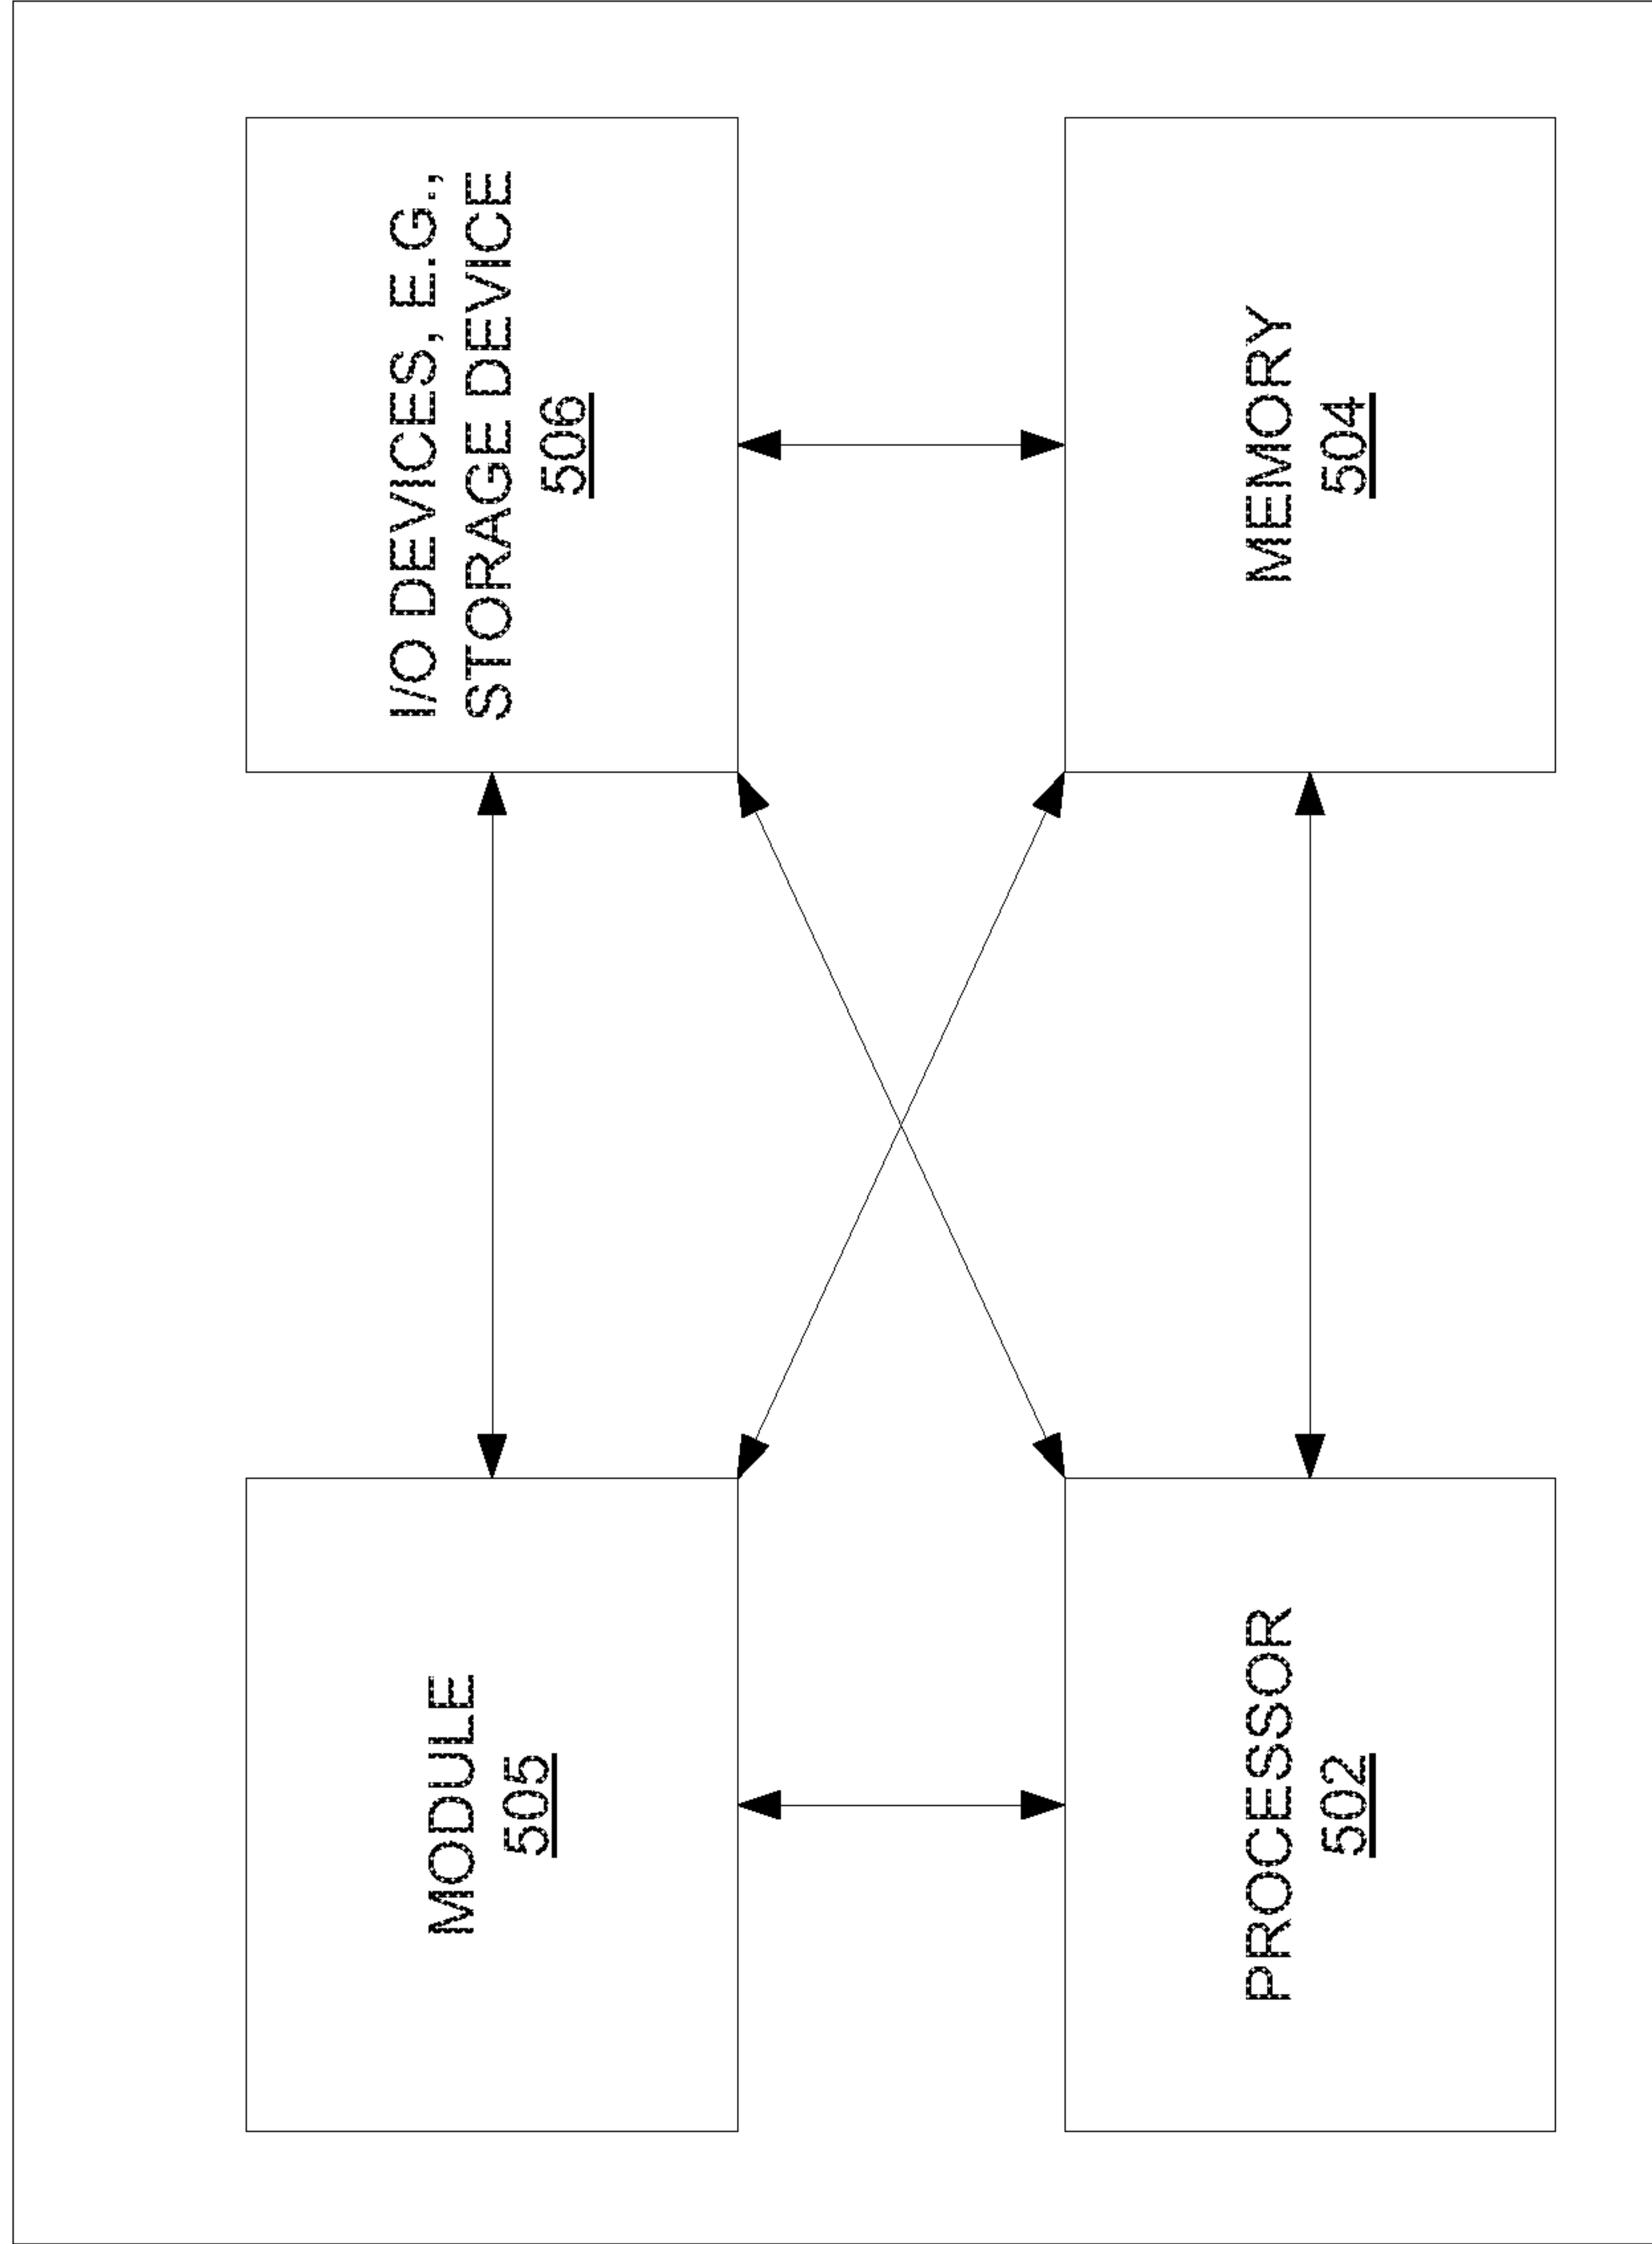 MODULE
505
I/O DEVICES, E.G.,
STORAGE DEVICE
506
PROCESSOR
502
MEMORY
504